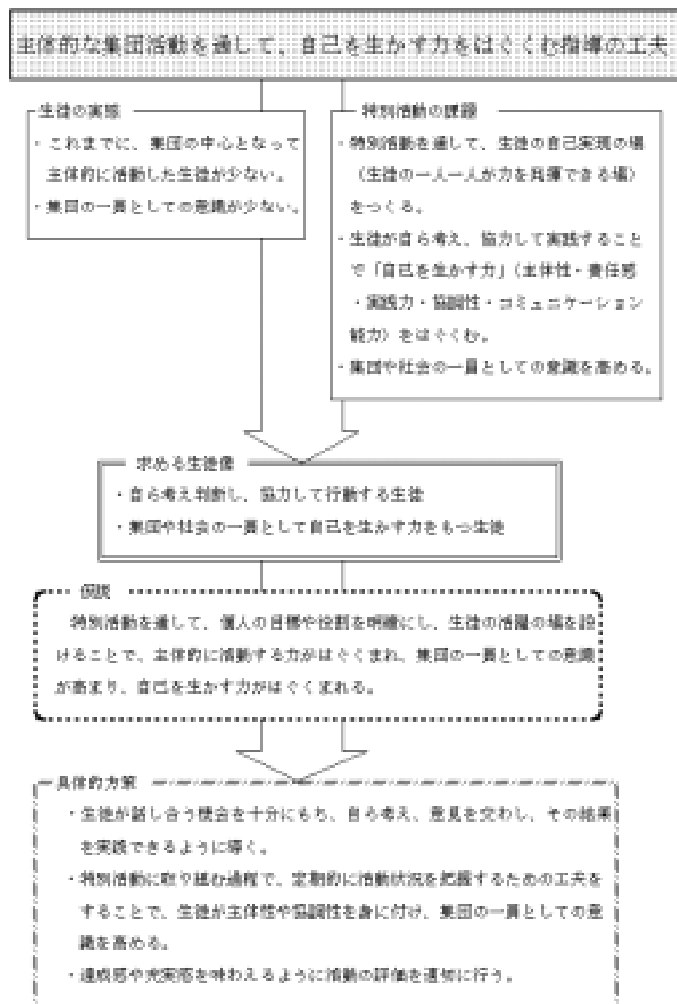 主体的な集団活動を通して、自己を生かす力をはぐくむ指導の工夫
生徒の実態
・これまでに、集団の中心となって
主体的に活動した生徒が少ない。
・集団の一員としての意識が少ない。
特別活動の課題
・特別活動を通して、生徒の自己実現の場
（生徒の一人一人が力を発揮できる場）
をつくる。
・生徒が自ら考え、協力して実践すること
で「自己を生かす力」（主体性・責任感
・実践力・協調性・コミュニケーション
能力）をはぐくむ。
・集団や社会の一員としての意識を高める。
求める生徒像
・自ら考え判断し、協力して行動する生徒
・集団や社会の一員として自己を生かす力をもつ生徒
仮説
特別活動を通して、個人の目標や役割を明確にし、生徒の活躍の場を設
けることで、主体的に活動する力がはぐくまれ、集団の一員としての意識
が高まり、自己を生かす力がはぐくまれる。
具体的方策
・生徒が話し合う機会を十分にもち、自ら考え、意見を交わし、その結果
を実践できるように導く。
・特別活動に取り組む過程で、定期的に活動状況を把握するための工夫を
することで、生徒が主体性や協調性を身に付け、集団の一員としての意
識を高める。
・達成感や充実感を味わえるように活動の評価を適切に行う。